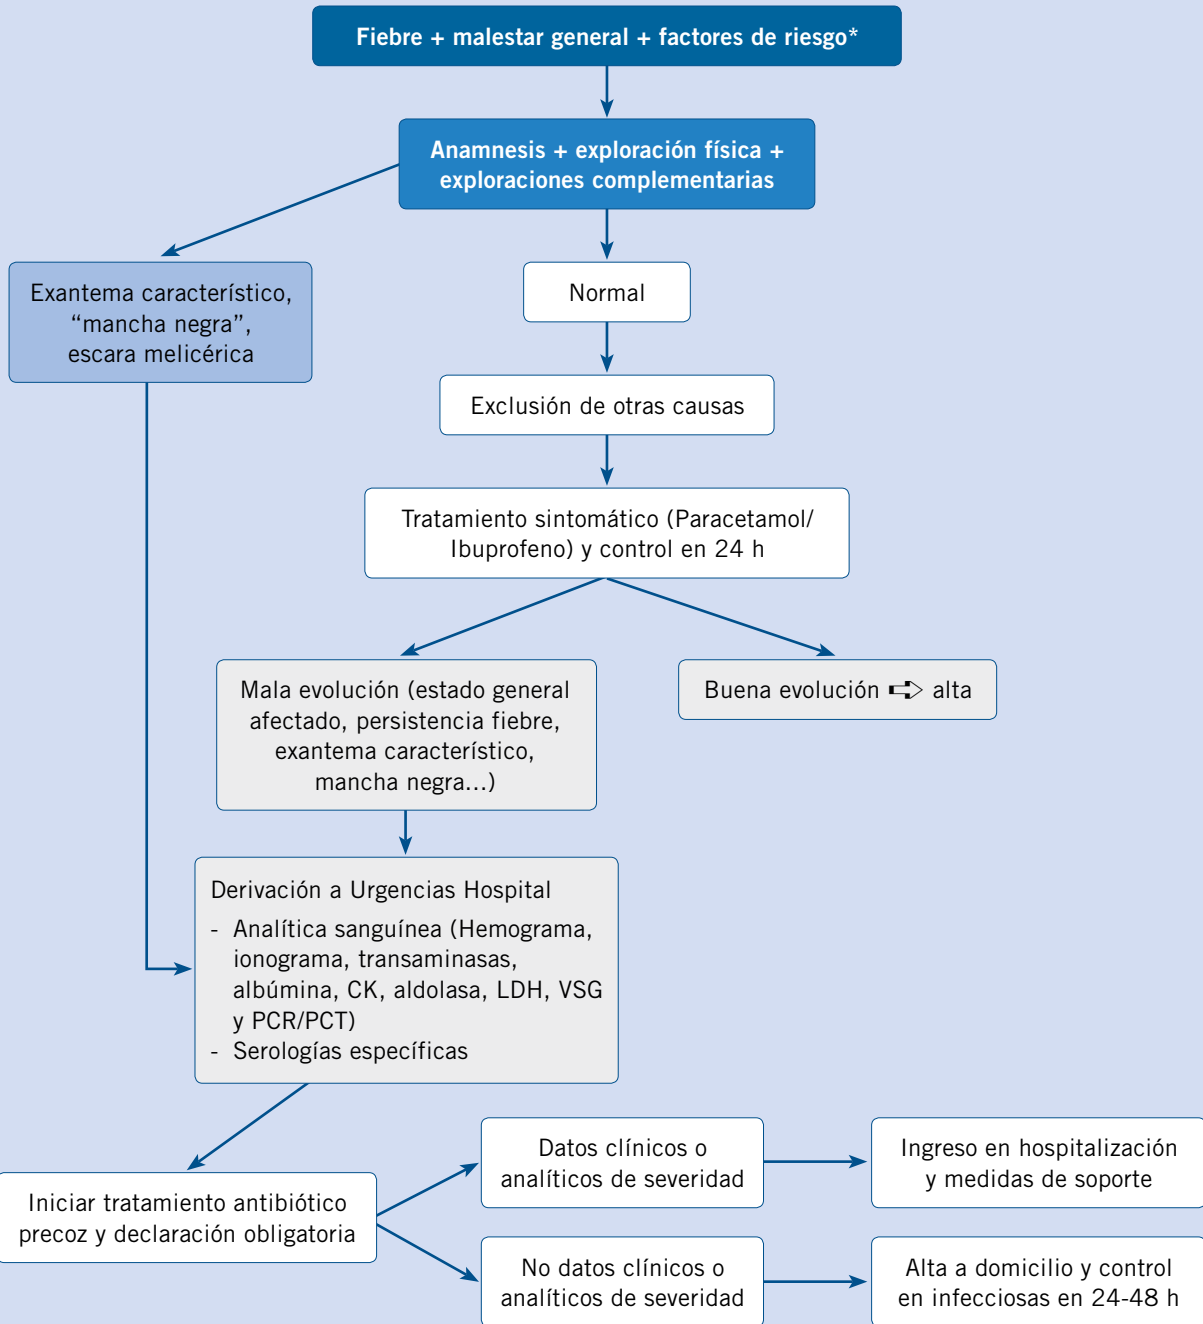 Fiebre + malestar general + factores de riesgo*
Anamnesis + exploración física +
exploraciones complementarias
Exantema característico,
“mancha negra”,
escara melicérica
Normal
Exclusión de otras causas
Tratamiento sintomático (Paracetamol/
Ibuprofeno) y control en 24 h
Mala evolución (estado general
afectado, persistencia fiebre,
exantema característico,
mancha negra...)
Buena evolución ➪ alta
Derivación a Urgencias Hospital
- Analítica sanguínea (Hemograma,
ionograma, transaminasas,
albúmina, CK, aldolasa, LDH, VSG
y PCR/PCT)
- Serologías específicas
Iniciar tratamiento antibiótico
precoz y declaración obligatoria
Datos clínicos o
analíticos de severidad
Ingreso en hospitalización
y medidas de soporte
No datos clínicos o
analíticos de severidad
Alta a domicilio y control
en infecciosas en 24-48 h